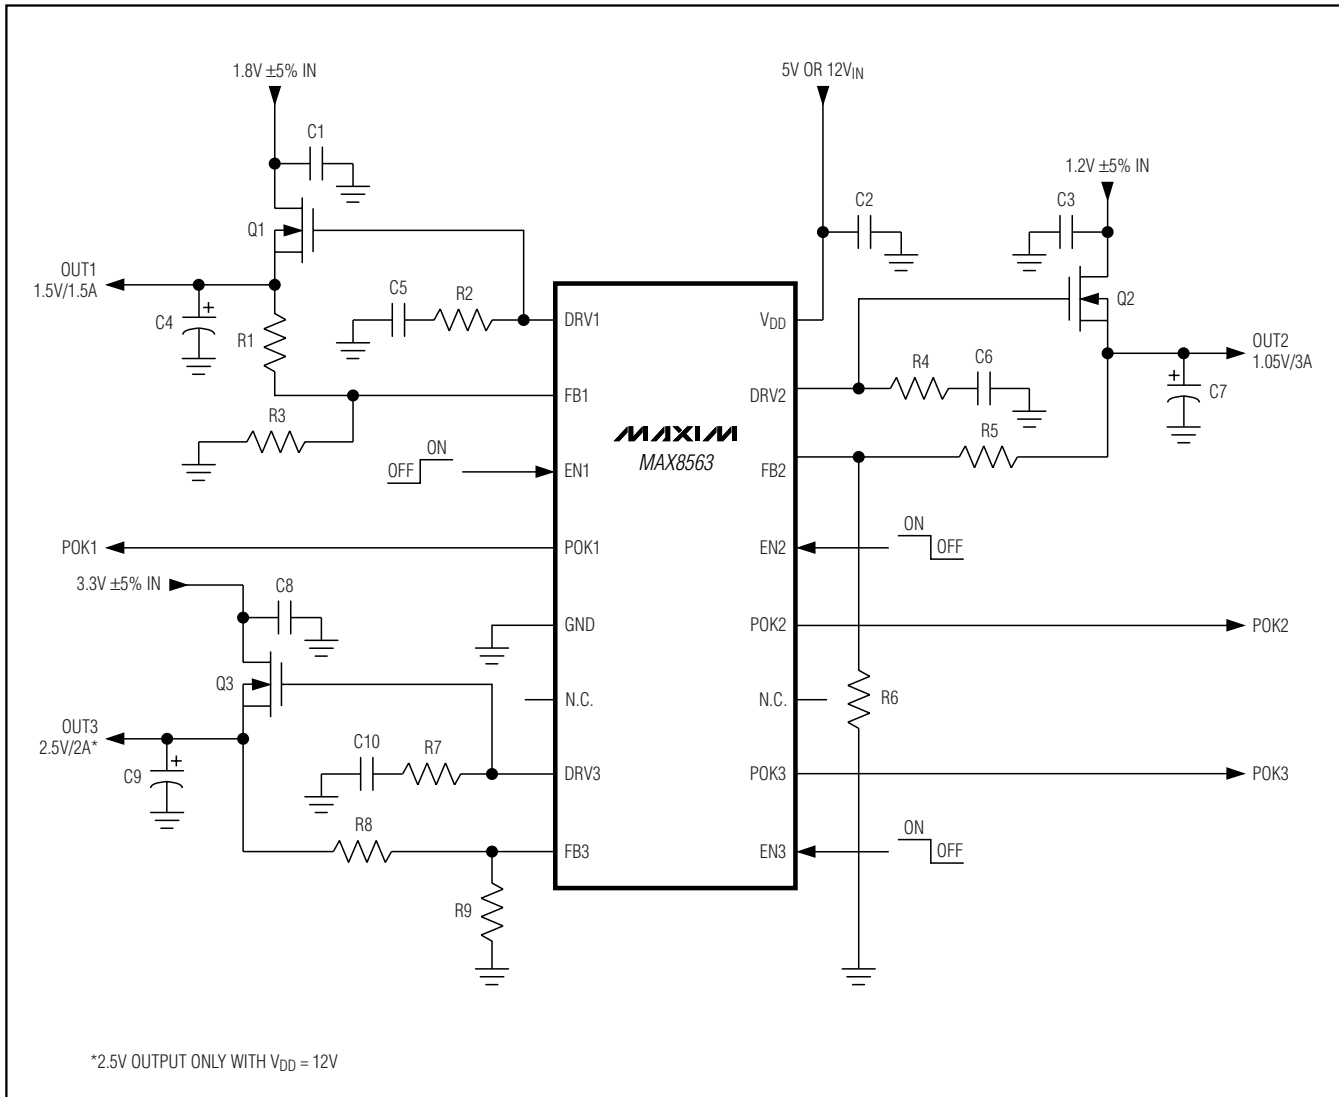 1.8V ±5% IN
5V OR 12VIN
C1
1.2V ±5% IN
C2
C3
Q1
Q2
OUT1
1.5V/1.5A
C4
R1
C5
R2
DRV1
VDD
OUT2
1.05V/3A
R4
C6
C7
DRV2
FB1
R3
MAXIM
MAX8563
R5
FB2
ON
OFF
EN1
ON
OFF
EN2
POK1
POK1
3.3V ±5% IN
C8
GND
POK2
POK2
Q3
N.C.
N.C.
R6
OUT3
2.5V/2A*
C9
C10
R7
DRV3
POK3
POK3
R8
FB3
ON
OFF
EN3
R9
*2.5V OUTPUT ONLY WITH VDD = 12V